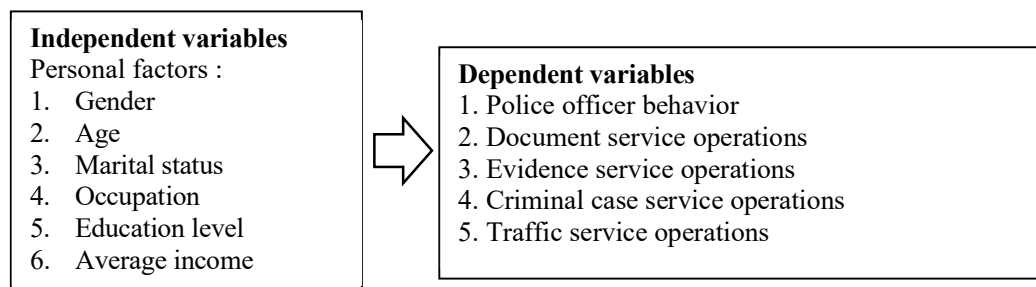 Independent variables
Personal factors :
1. Gender
2. Age
3. Marital status
4. Occupation
5. Education level
6. Average income
Dependent variables
1. Police officer behavior
2. Document service operations
3. Evidence service operations
4. Criminal case service operations
5. Traffic service operations